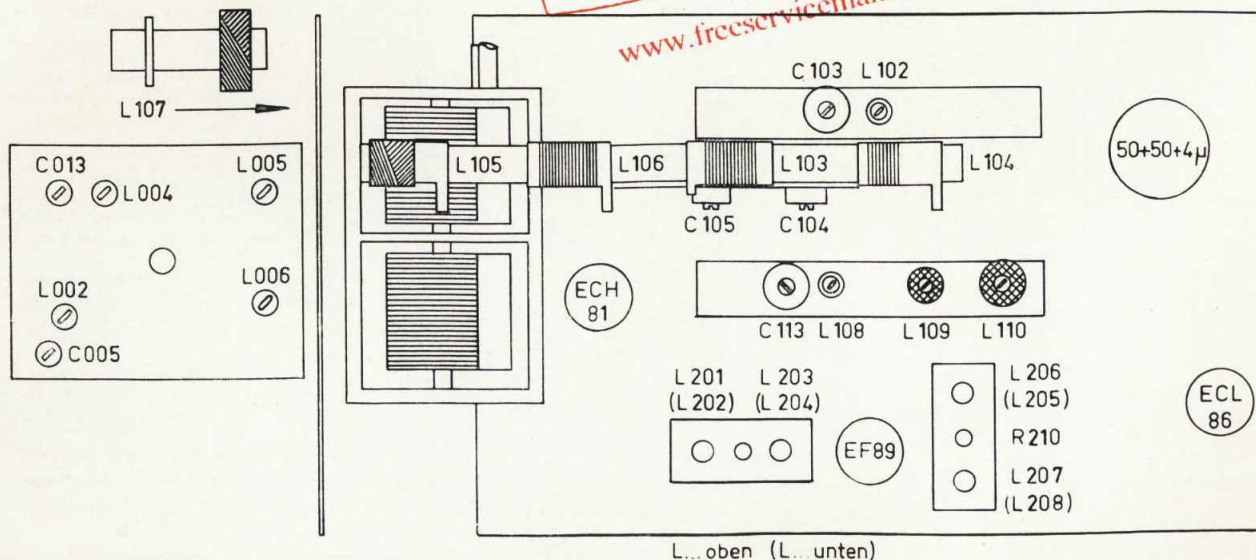 www.freeservicemanu
C103 L102
L107
50+50+4µ
L105 L106 L103 L104
C013 L004 L005
C105 C104
L002 L006
C005
ECH
81
C113 L108 L109 L110
L201 L203
(L202) (L204)
EF89
L206
(L205)
R210
L207
(L208)
ECL
86
L...oben (L...unten)